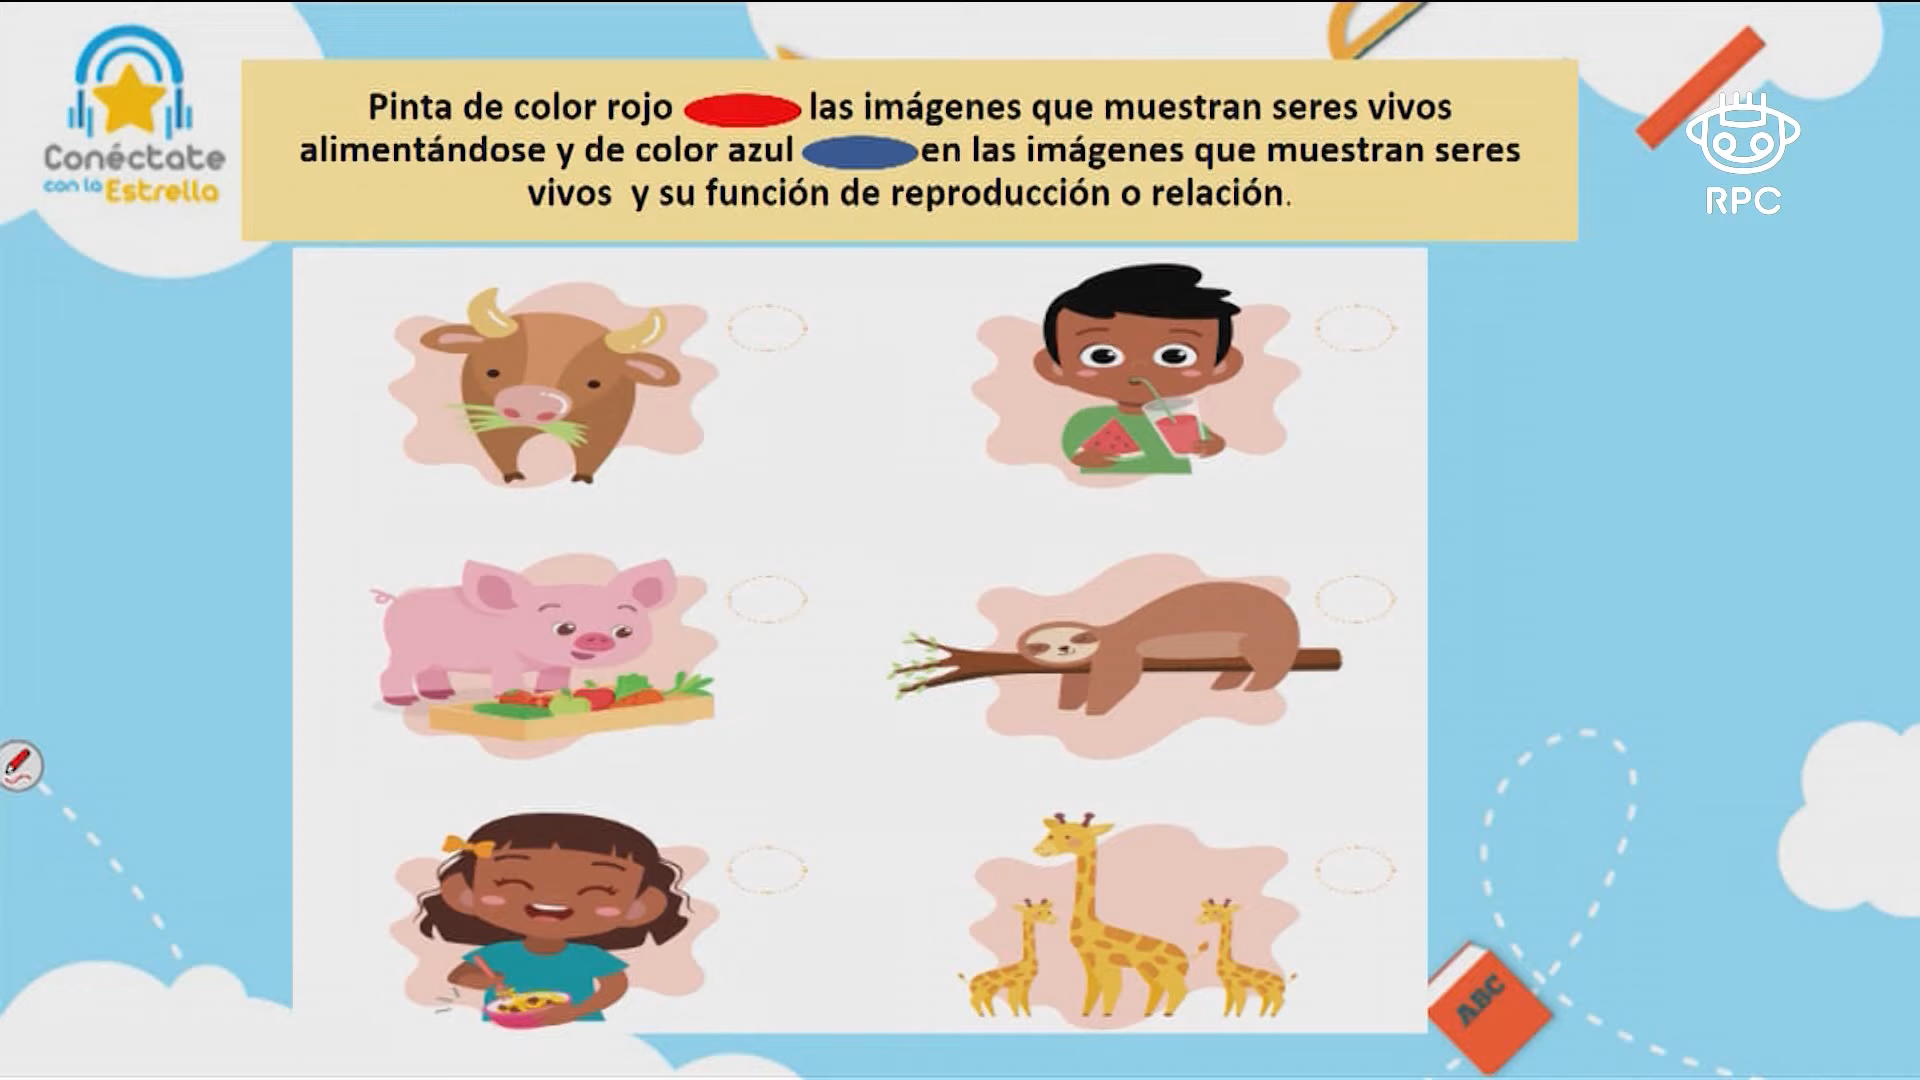 Conéctate
con la Estrella
Pinta de color rojo las imágenes que muestran seres vivos
alimentándose y de color azul en las imágenes que muestran seres
vivos y su función de reproducción o relación.
RPC
ABC